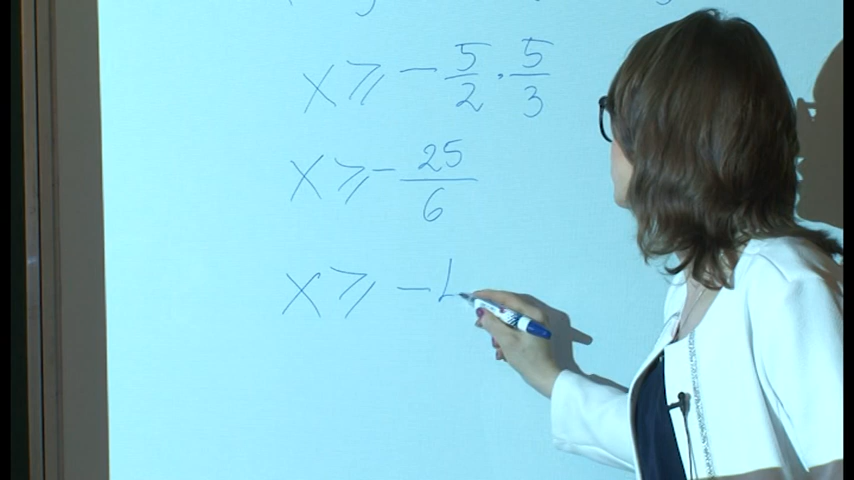 x ⩾ - 5/2 · 5/3
x ⩾ - 25/6
x ⩾ -